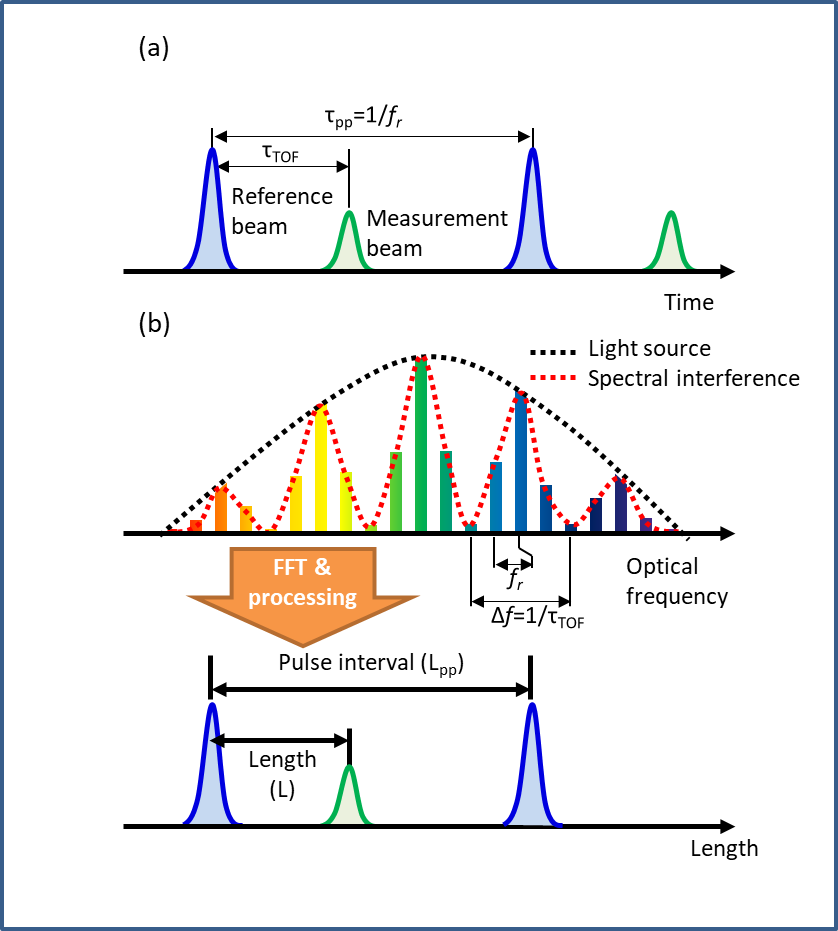 (a)
τpp=1/fr
τTOF
Reference
beam
Measurement
beam
Time
(b)
Light source
Spectral interference
FFT &
processing
fr
Δf=1/τTOF
Optical
frequency
Pulse interval (Lpp)
Length
(L)
Length